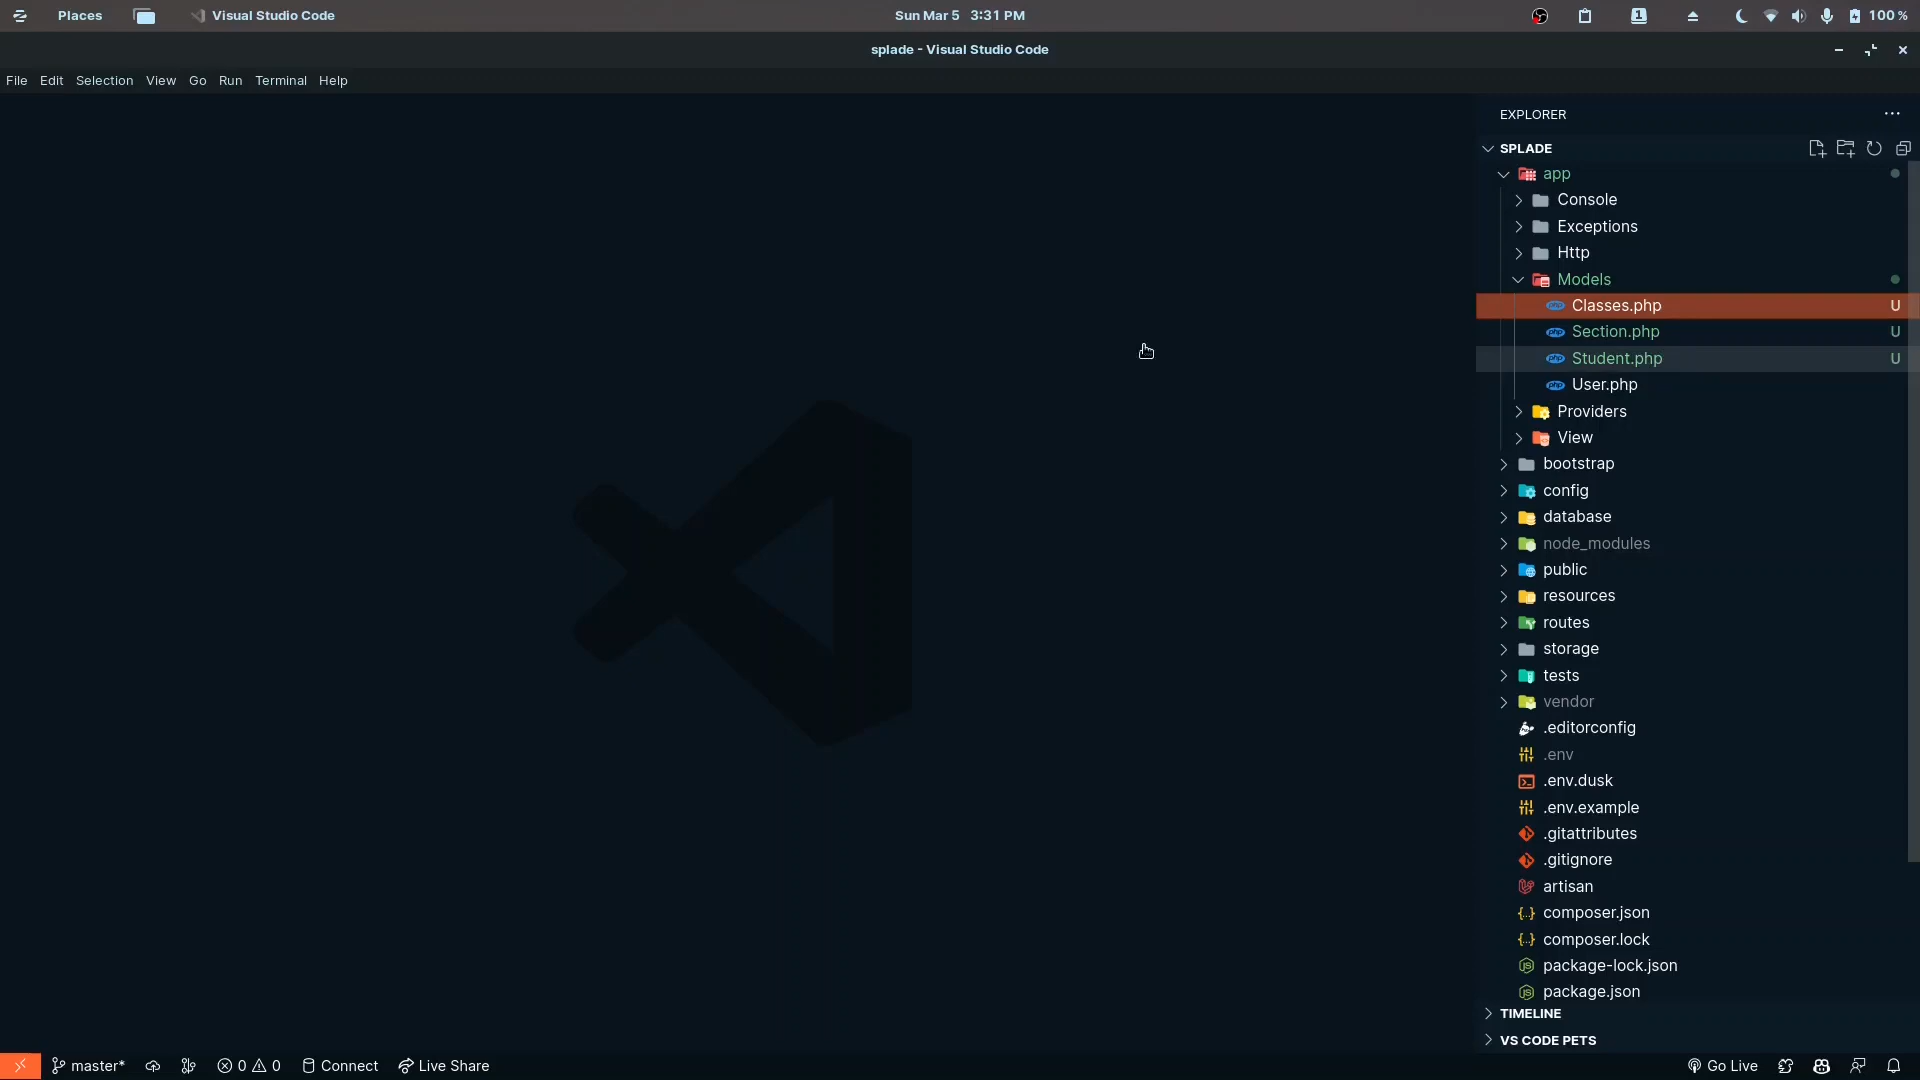 Places
Visual Studio Code
Sun Mar 5 3:31 PM
1
100 %
splade - Visual Studio Code
File Edit Selection View Go Run Terminal Help
EXPLORER
SPLADE
app
Console
Exceptions
Http
Models
Classes.php U
Section.php U
Student.php U
User.php
Providers
View
bootstrap
config
database
node_modules
public
resources
routes
storage
tests
vendor
.editorconfig
.env
.env.dusk
.env.example
.gitattributes
.gitignore
artisan
composer.json
composer.lock
package-lock.json
package.json
TIMELINE
VS CODE PETS
master* 0 0 Connect Live Share Go Live